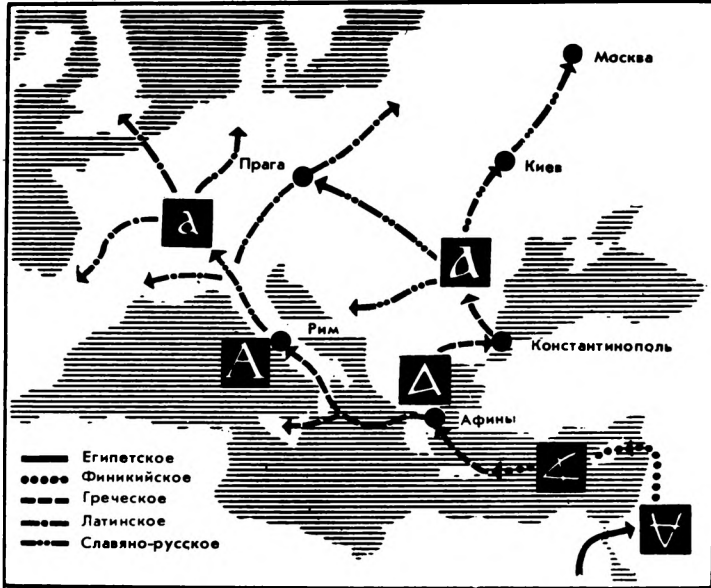 Москва
Прага
Киев
a
a
Рим
A
Константинополь
Афины
Египетское
Финикийское
Греческое
Латинское
Славяно-русское